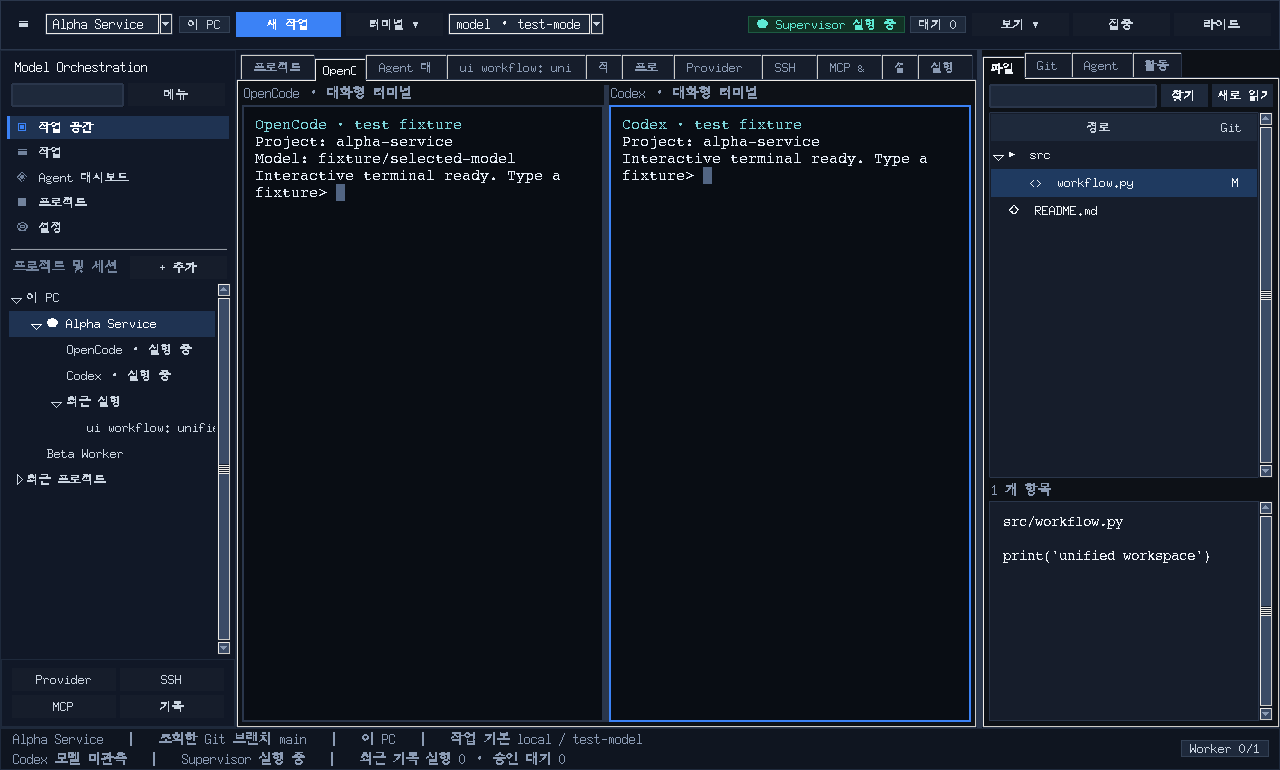 ≡ Alpha Service 이 PC 새 작업 터미널 ▼ model • test-mode Supervisor 실행 중 대기 0 보기 ▼ 집중 라이트
Model Orchestration
메뉴
작업 공간
작업
Agent 대시보드
프로젝트
설정
프로젝트 및 세션 + 추가
이 PC
Alpha Service
OpenCode • 실행 중
Codex • 실행 중
최근 실행
ui workflow: unifie
Beta Worker
최근 프로젝트
Provider SSH
MCP 기록
프로젝트 OpenC Agent 대 ui workflow: uni 작 프로 Provider SSH MCP & 설 실행
OpenCode • 대화형 터미널
OpenCode · test fixture
Project: alpha-service
Model: fixture/selected-model
Interactive terminal ready. Type a
fixture>
Codex • 대화형 터미널
Codex · test fixture
Project: alpha-service
Interactive terminal ready. Type a
fixture>
파일 Git Agent 활동
찾기 새로 읽기
경로 Git
src
<> workflow.py M
README.md
1 개 항목
src/workflow.py
print('unified workspace')
Alpha Service | 조회한 Git 브랜치 main | 이 PC | 작업 기본 local / test-model
Codex 모델 미관측 | Supervisor 실행 중 | 최근 기록 실행 0 • 승인 대기 0
Worker 0/1